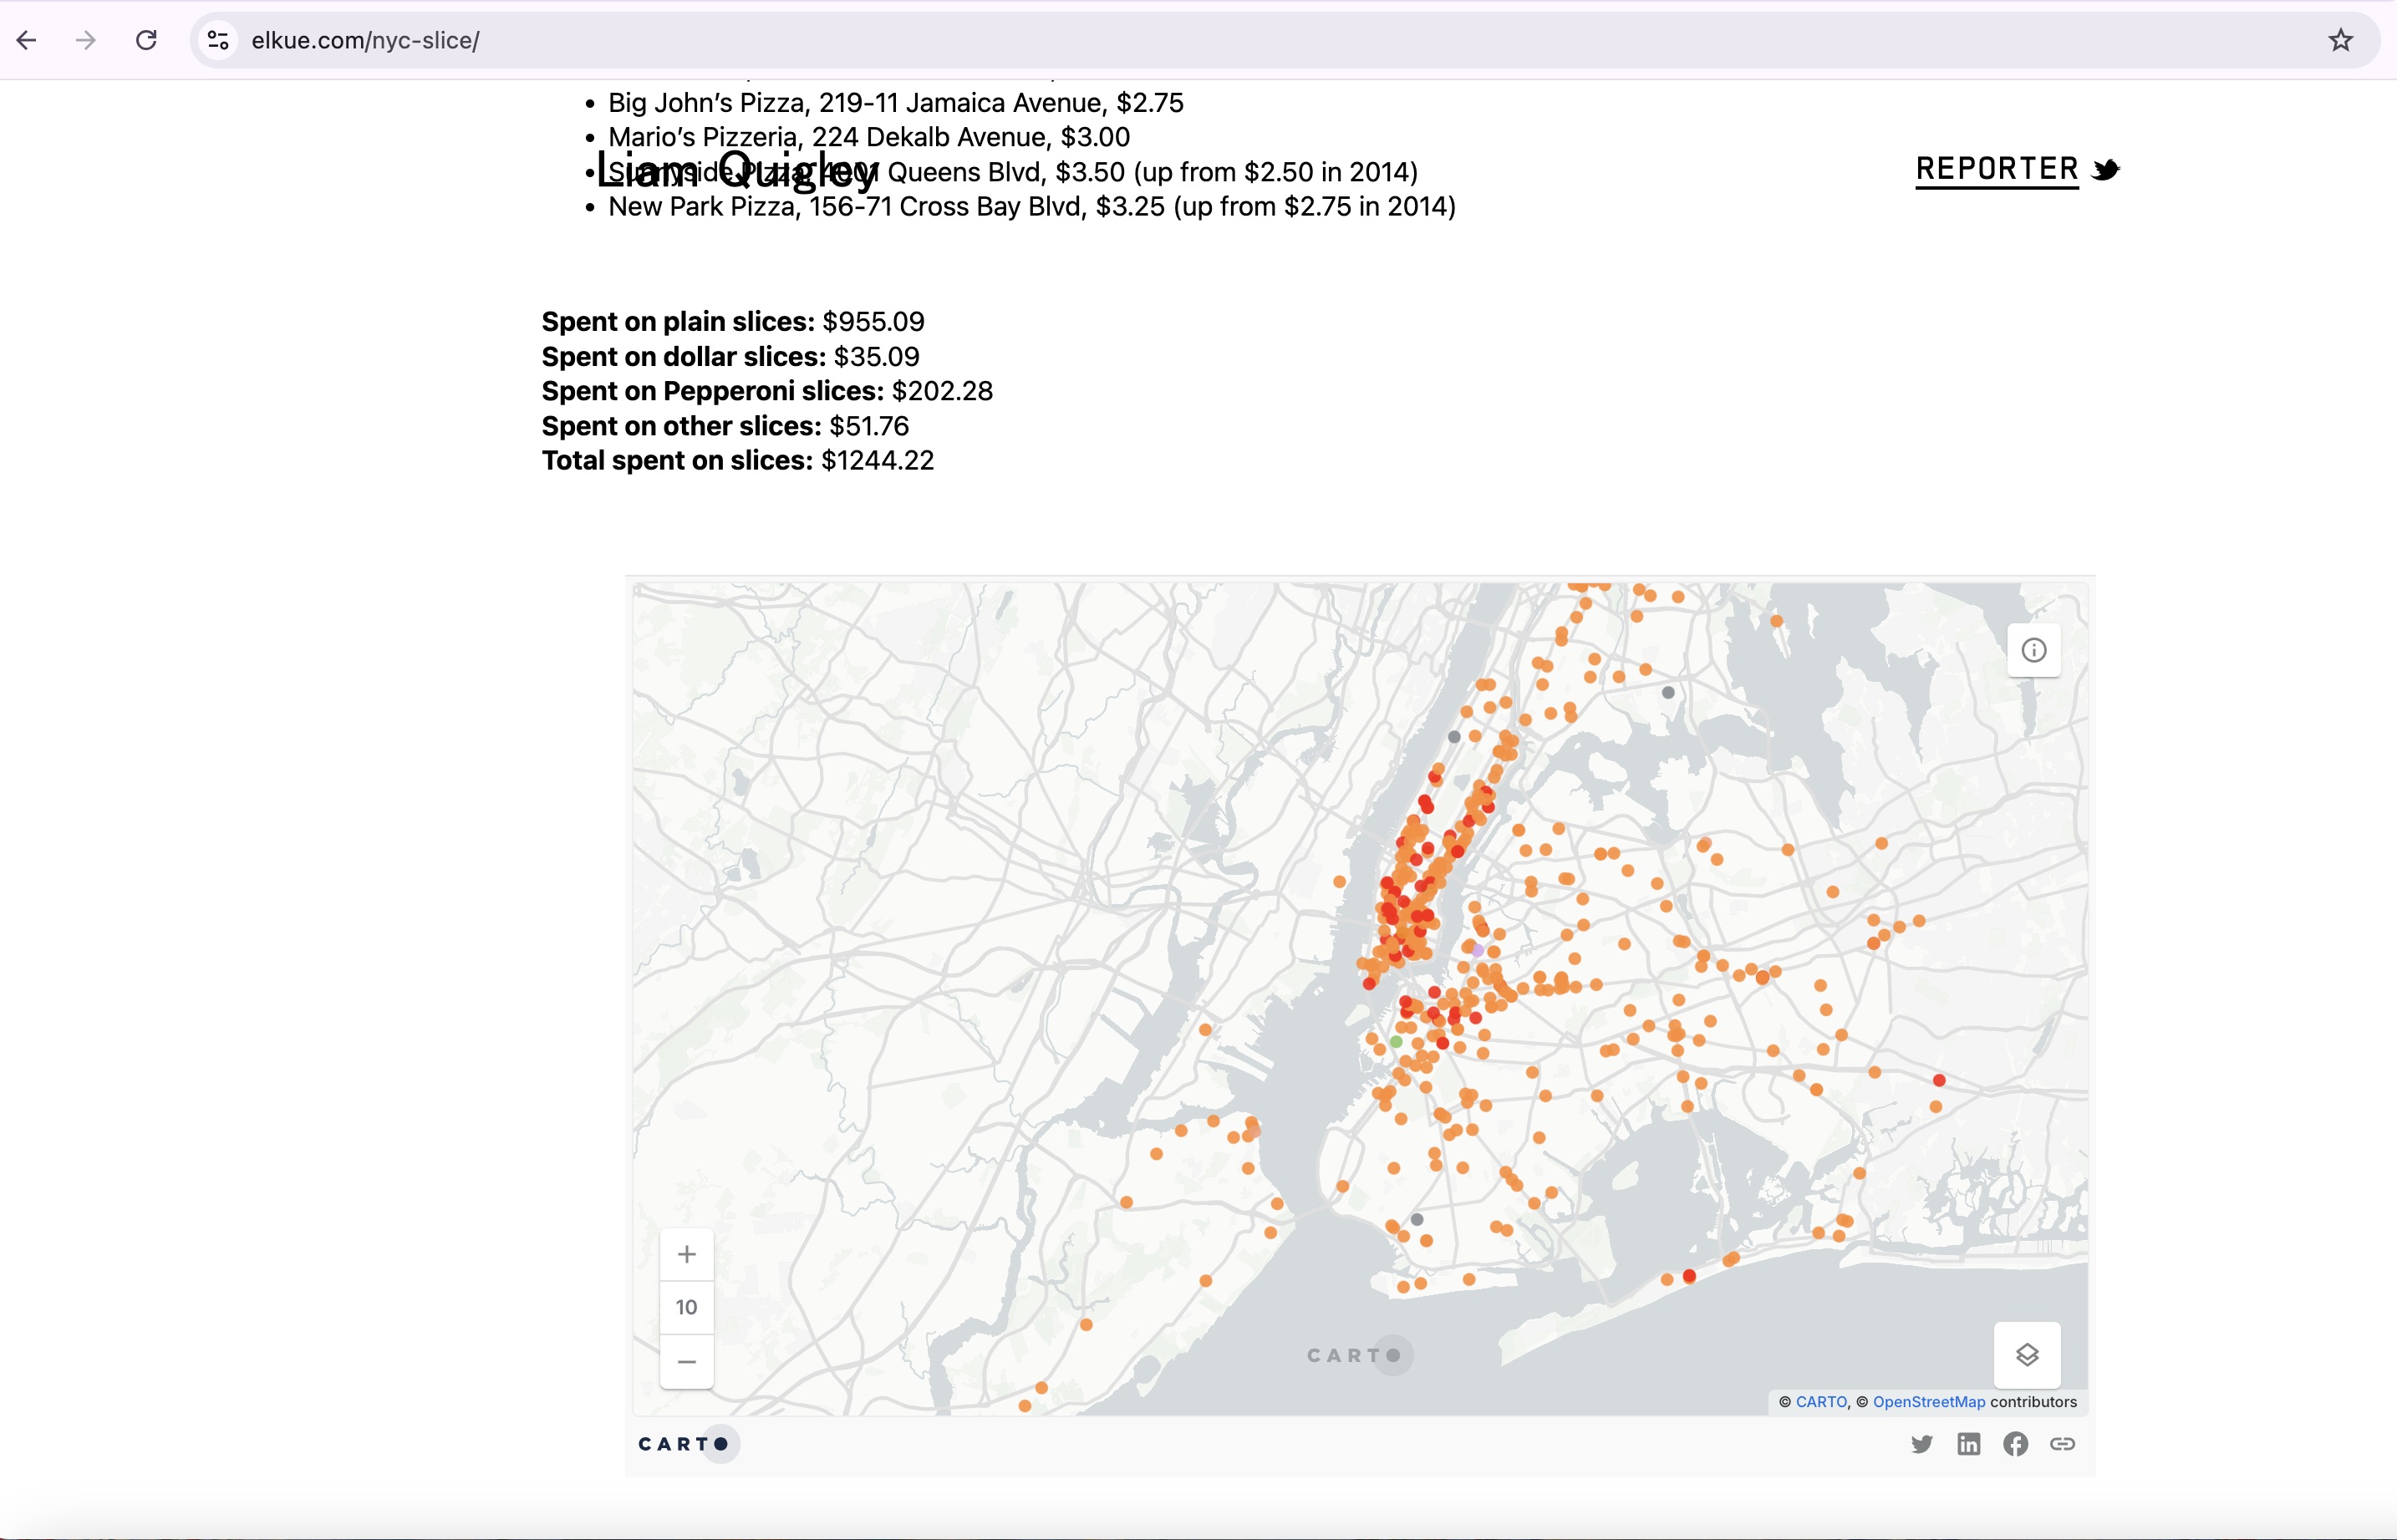 elkue.com/nyc-slice/
• Big John’s Pizza, 219-11 Jamaica Avenue, $2.75
• Mario’s Pizzeria, 224 Dekalb Avenue, $3.00
Liam Quigley
REPORTER
• Sunnyside Pizza, 4001 Queens Blvd, $3.50 (up from $2.50 in 2014)
• New Park Pizza, 156-71 Cross Bay Blvd, $3.25 (up from $2.75 in 2014)
Spent on plain slices: $955.09
Spent on dollar slices: $35.09
Spent on Pepperoni slices: $202.28
Spent on other slices: $51.76
Total spent on slices: $1244.22
+
10
−
CARTO
© CARTO, © OpenStreetMap contributors
CARTO